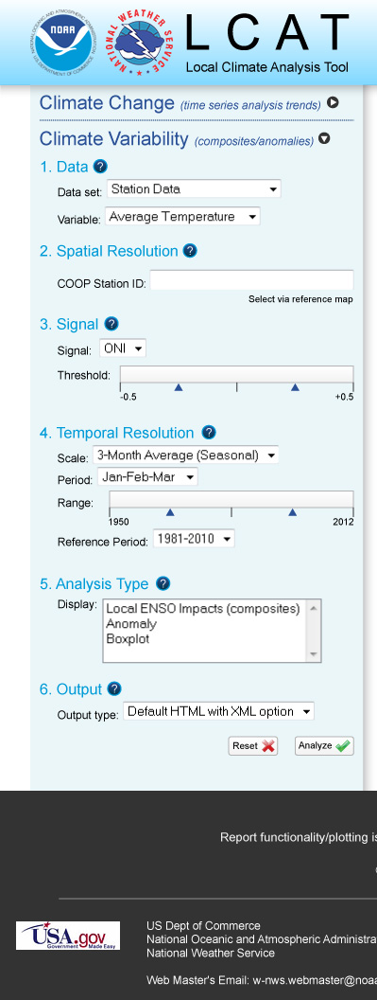 NOAA
NATIONAL OCEANIC AND ATMOSPHERIC ADMINISTRATION
U.S. DEPARTMENT OF COMMERCE
NATIONAL WEATHER SERVICE
LCAT
Local Climate Analysis Tool
Climate Change (time series analysis trends)
Climate Variability (composites/anomalies)
1. Data ?
Data set: Station Data
Variable: Average Temperature
2. Spatial Resolution ?
COOP Station ID:
Select via reference map
3. Signal ?
Signal: ONI
Threshold:
-0.5 +0.5
4. Temporal Resolution ?
Scale: 3-Month Average (Seasonal)
Period: Jan-Feb-Mar
Range:
1950 2012
Reference Period: 1981-2010
5. Analysis Type ?
Display: Local ENSO Impacts (composites)
Anomaly
Boxplot
6. Output ?
Output type: Default HTML with XML option
Reset Analyze
Report functionality/plotting is
USA.gov
Government Made Easy
US Dept of Commerce
National Oceanic and Atmospheric Administra
National Weather Service
Web Master's Email: w-nws.webmaster@noaa